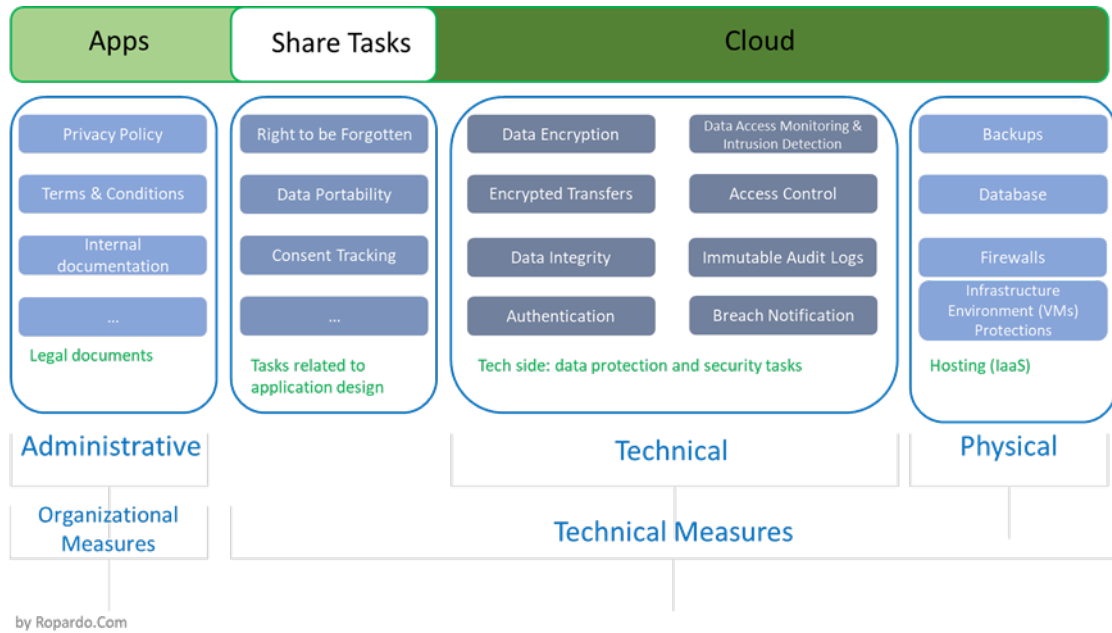 Apps
Share Tasks
Cloud
Privacy Policy
Terms & Conditions
Internal
documentation
...
Legal documents
Right to be Forgotten
Data Portability
Consent Tracking
...
Tasks related to
application design
Data Encryption
Encrypted Transfers
Data Integrity
Authentication
Data Access Monitoring &
Intrusion Detection
Access Control
Immutable Audit Logs
Breach Notification
Tech side: data protection and security tasks
Backups
Database
Firewalls
Infrastructure
Environment (VMs)
Protections
Hosting (IaaS)
Administrative
Technical
Physical
Organizational
Measures
Technical Measures
by Ropardo.Com